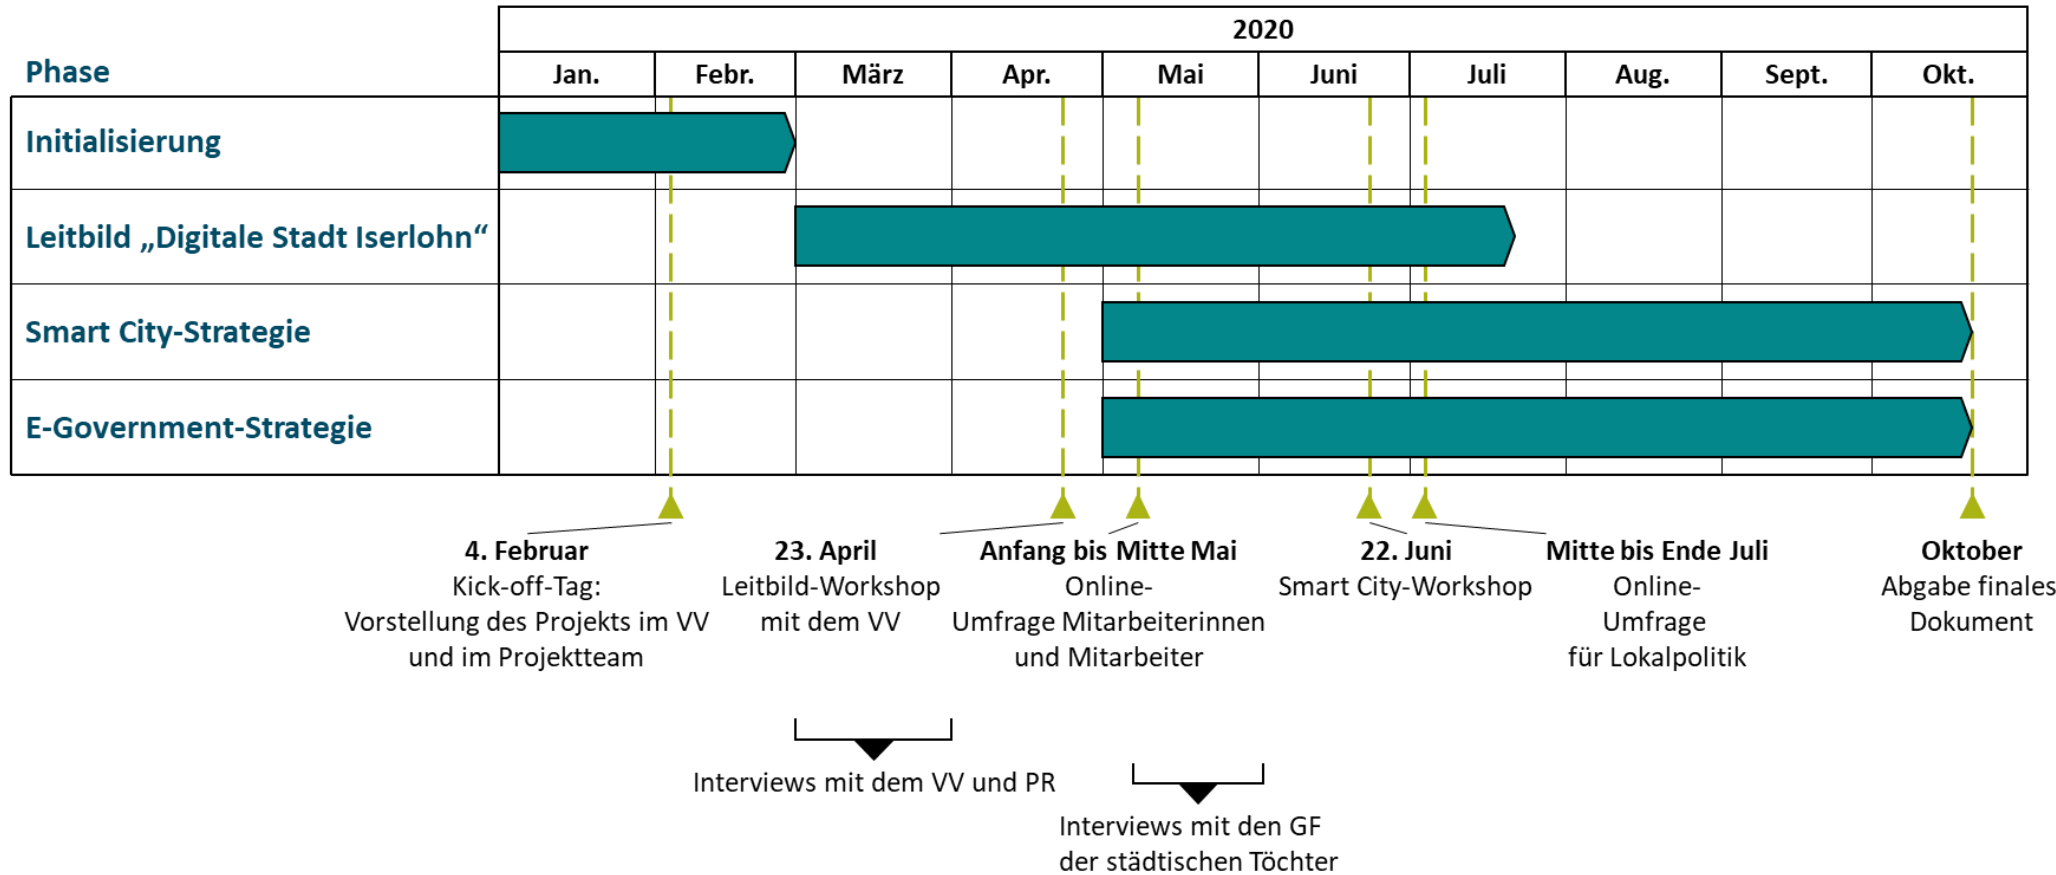 2020
Phase
Jan.
Febr.
März
Apr.
Mai
Juni
Juli
Aug.
Sept.
Okt.
Initialisierung
Leitbild „Digitale Stadt Iserlohn“
Smart City-Strategie
E-Government-Strategie
4. Februar
Kick-off-Tag:
Vorstellung des Projekts im VV
und im Projektteam
23. April
Leitbild-Workshop
mit dem VV
Anfang bis Mitte Mai
Online-
Umfrage Mitarbeiterinnen
und Mitarbeiter
22. Juni
Smart City-Workshop
Mitte bis Ende Juli
Online-
Umfrage
für Lokalpolitik
Oktober
Abgabe finales
Dokument
Interviews mit dem VV und PR
Interviews mit den GF
der städtischen Töchter